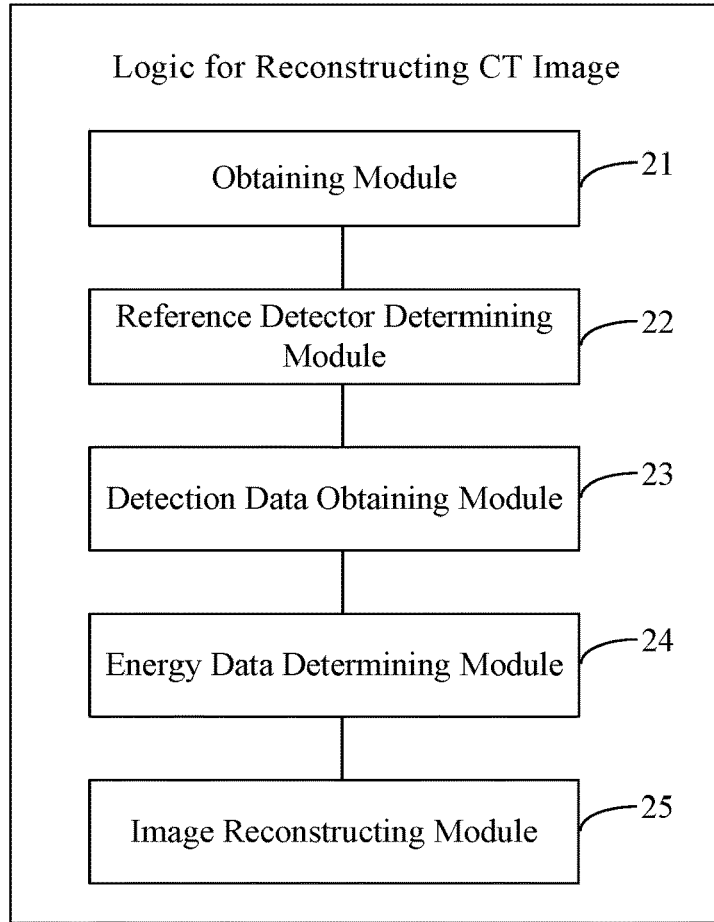 Logic for Reconstructing CT Image
Obtaining Module
21
Reference Detector Determining
Module
22
Detection Data Obtaining Module
23
Energy Data Determining Module
24
Image Reconstructing Module
25